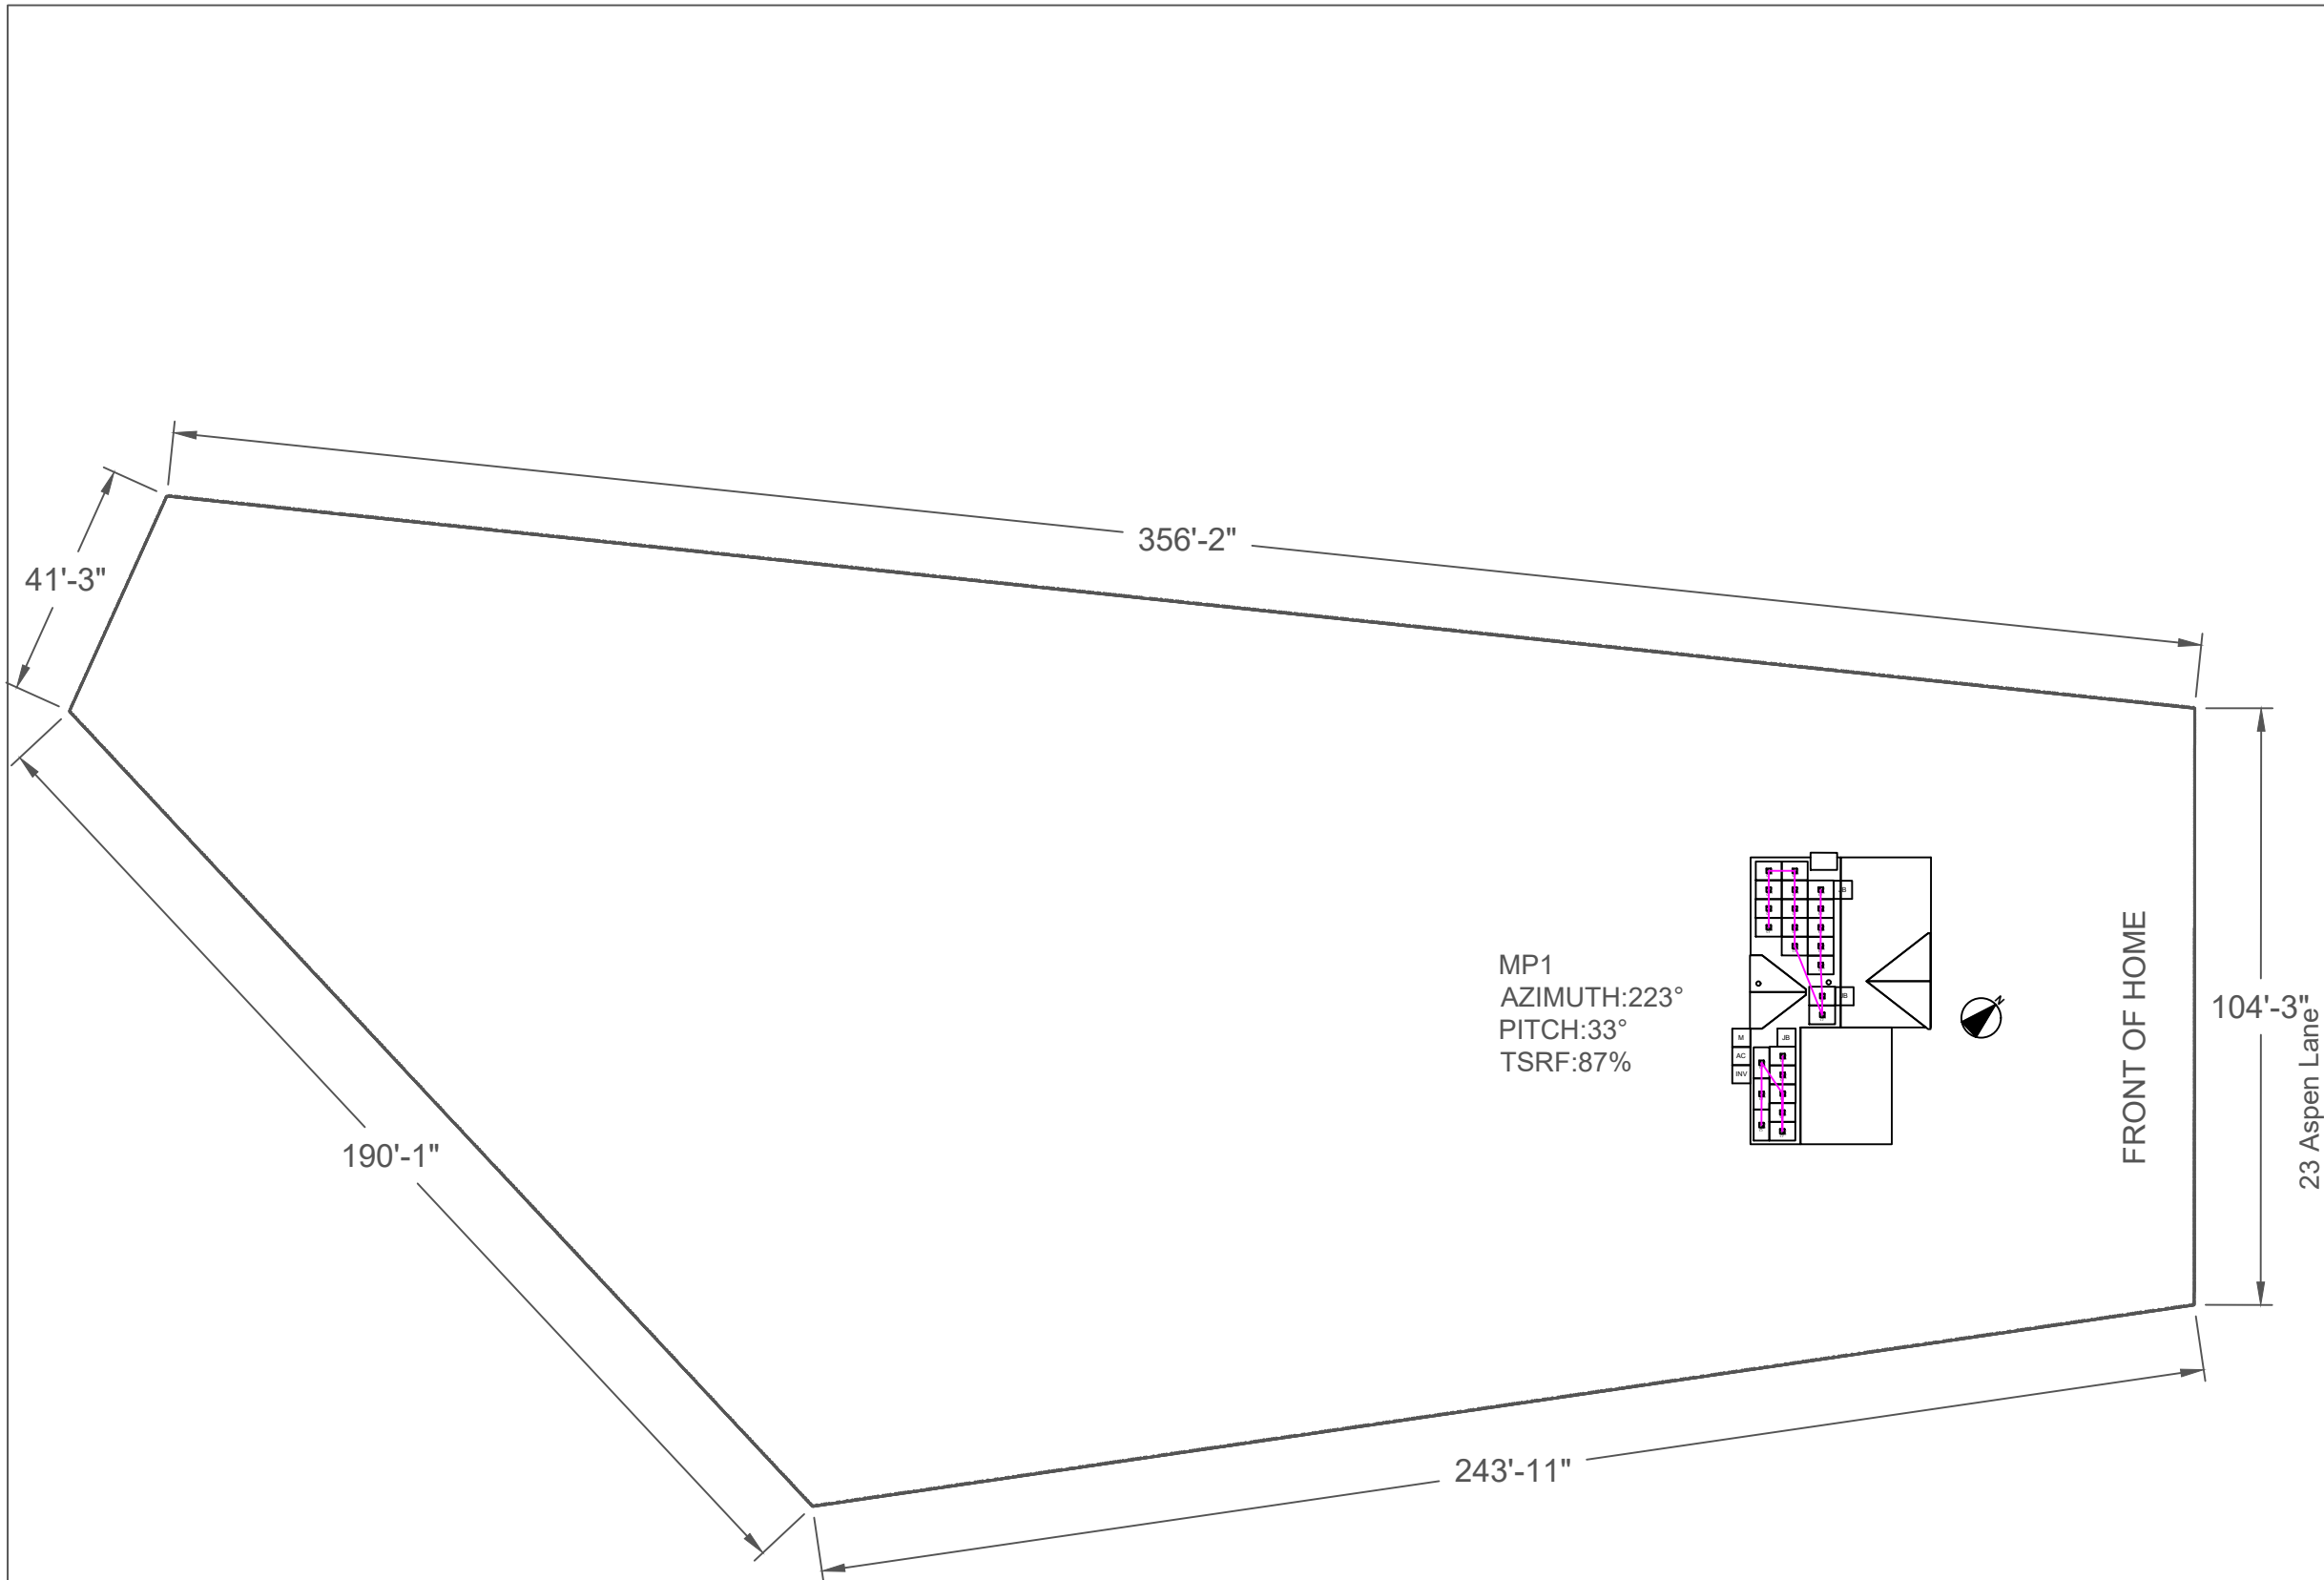 356'-2"
41'-3"
JB
MP1
AZIMUTH:223°
PITCH:33°
TSRF:87%
JB
N
M
JB
AC
INV
FRONT OF HOME
104'-3"
23 Aspen Lane
190'-1"
243'-11"